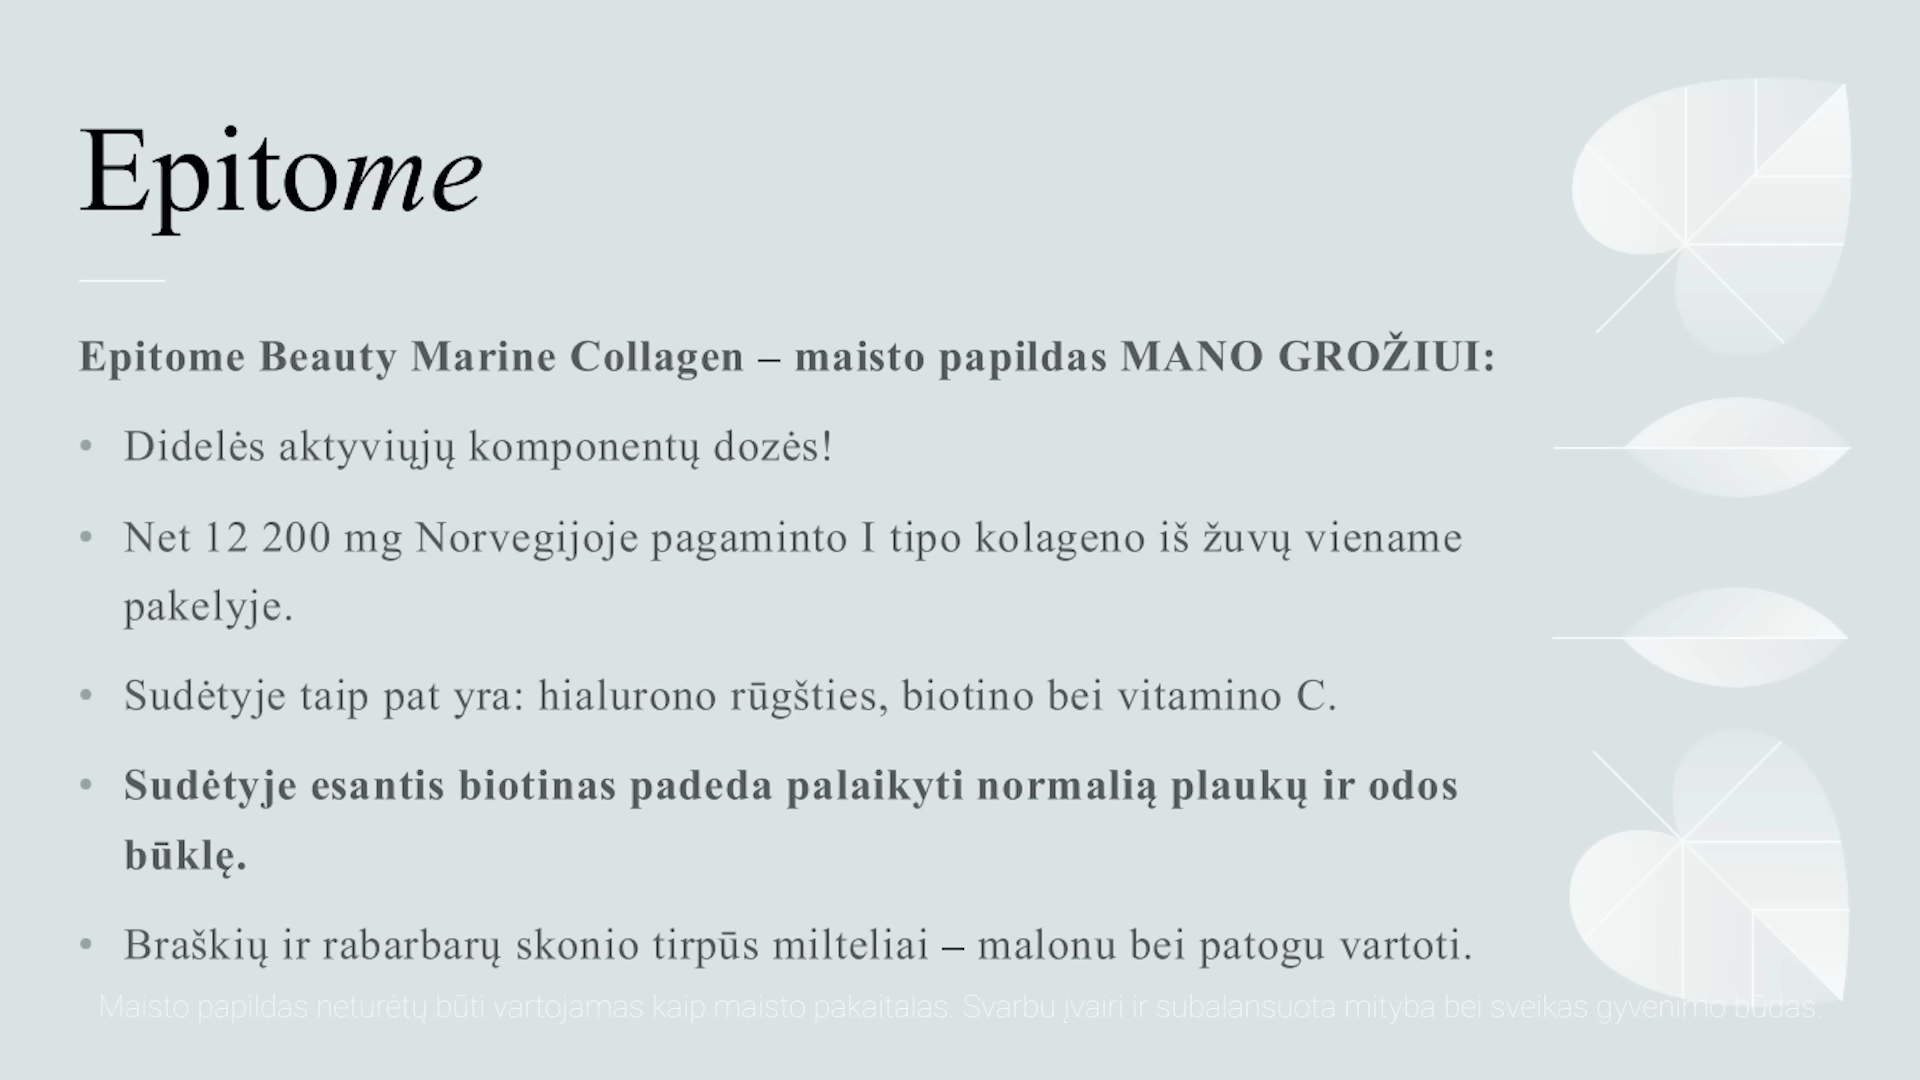 Epitome
Epitome Beauty Marine Collagen – maisto papildas MANO GROŽIUI:
• Didelės aktyviųjų komponentų dozės!
• Net 12 200 mg Norvegijoje pagaminto I tipo kolageno iš žuvų viename
pakelyje.
• Sudėtyje taip pat yra: hialurono rūgšties, biotino bei vitamino C.
• Sudėtyje esantis biotinas padeda palaikyti normalią plaukų ir odos
būklę.
• Braškių ir rabarbarų skonio tirpūs milteliai – malonu bei patogu vartoti.
Maisto papildas neturėtų būti vartojamas kaip maisto pakaitalas. Svarbu įvairi ir subalansuota mityba bei sveikas gyvenimo būdas.